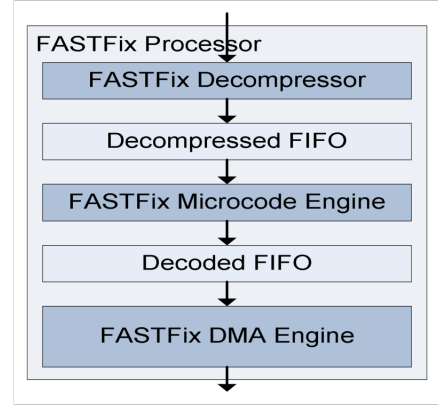 FASTFix Processor
FASTFix Decompressor
Decompressed FIFO
FASTFix Microcode Engine
Decoded FIFO
FASTFix DMA Engine